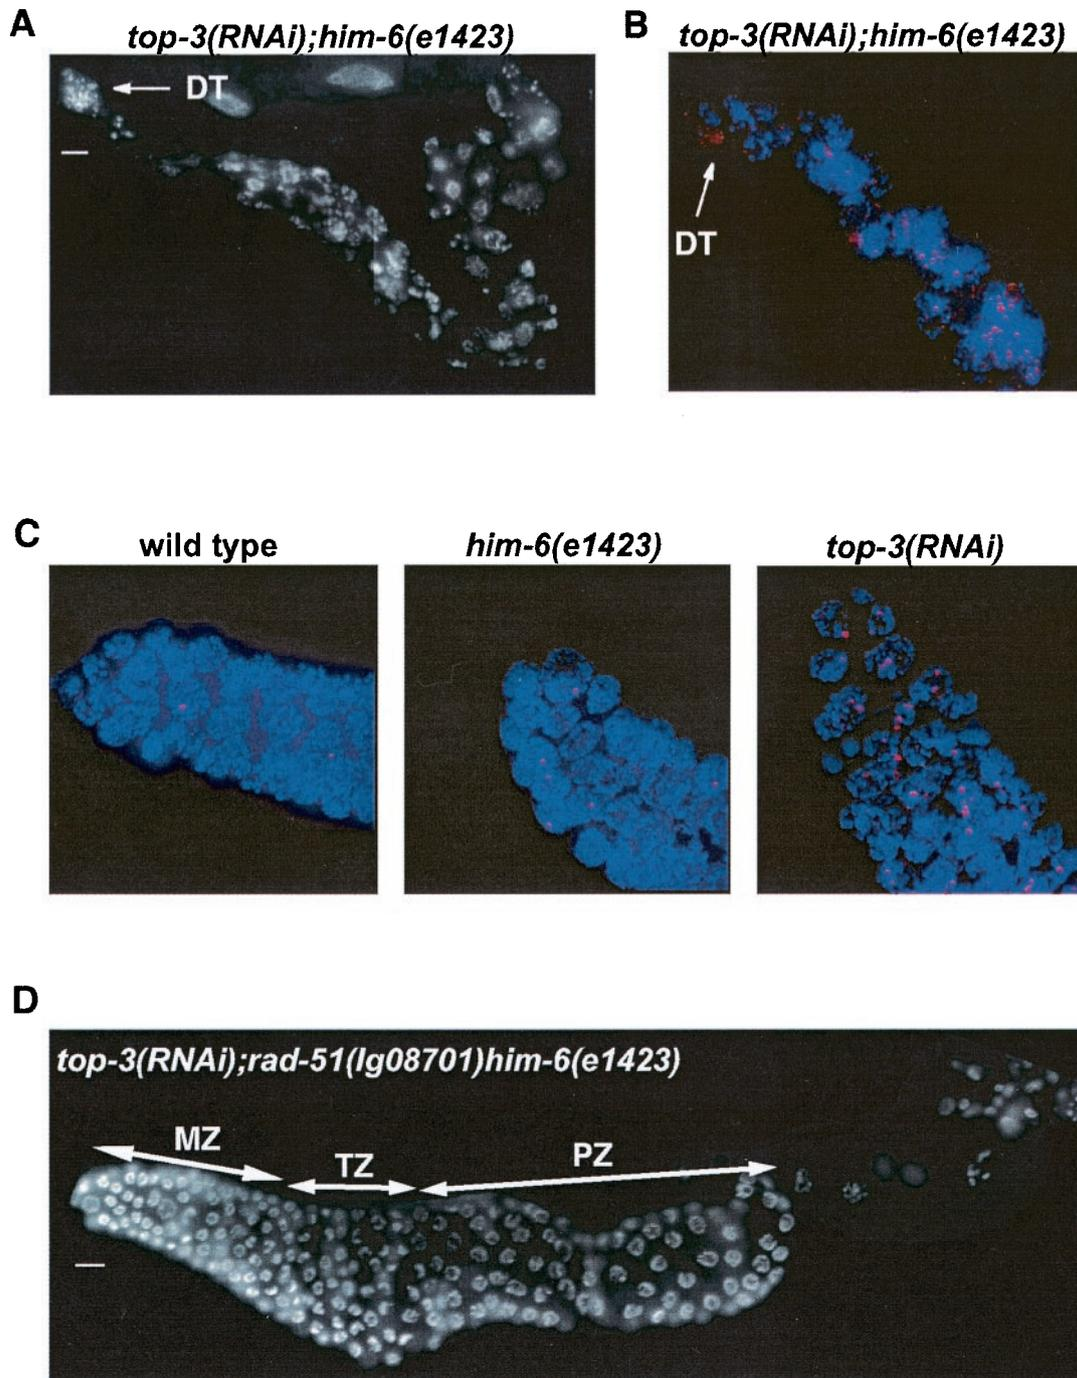 A
top-3(RNAi);him-6(e1423)
DT
B
top-3(RNAi);him-6(e1423)
DT
C
wild type
him-6(e1423)
top-3(RNAi)
D
top-3(RNAi);rad-51(lg08701)him-6(e1423)
MZ
TZ
PZ